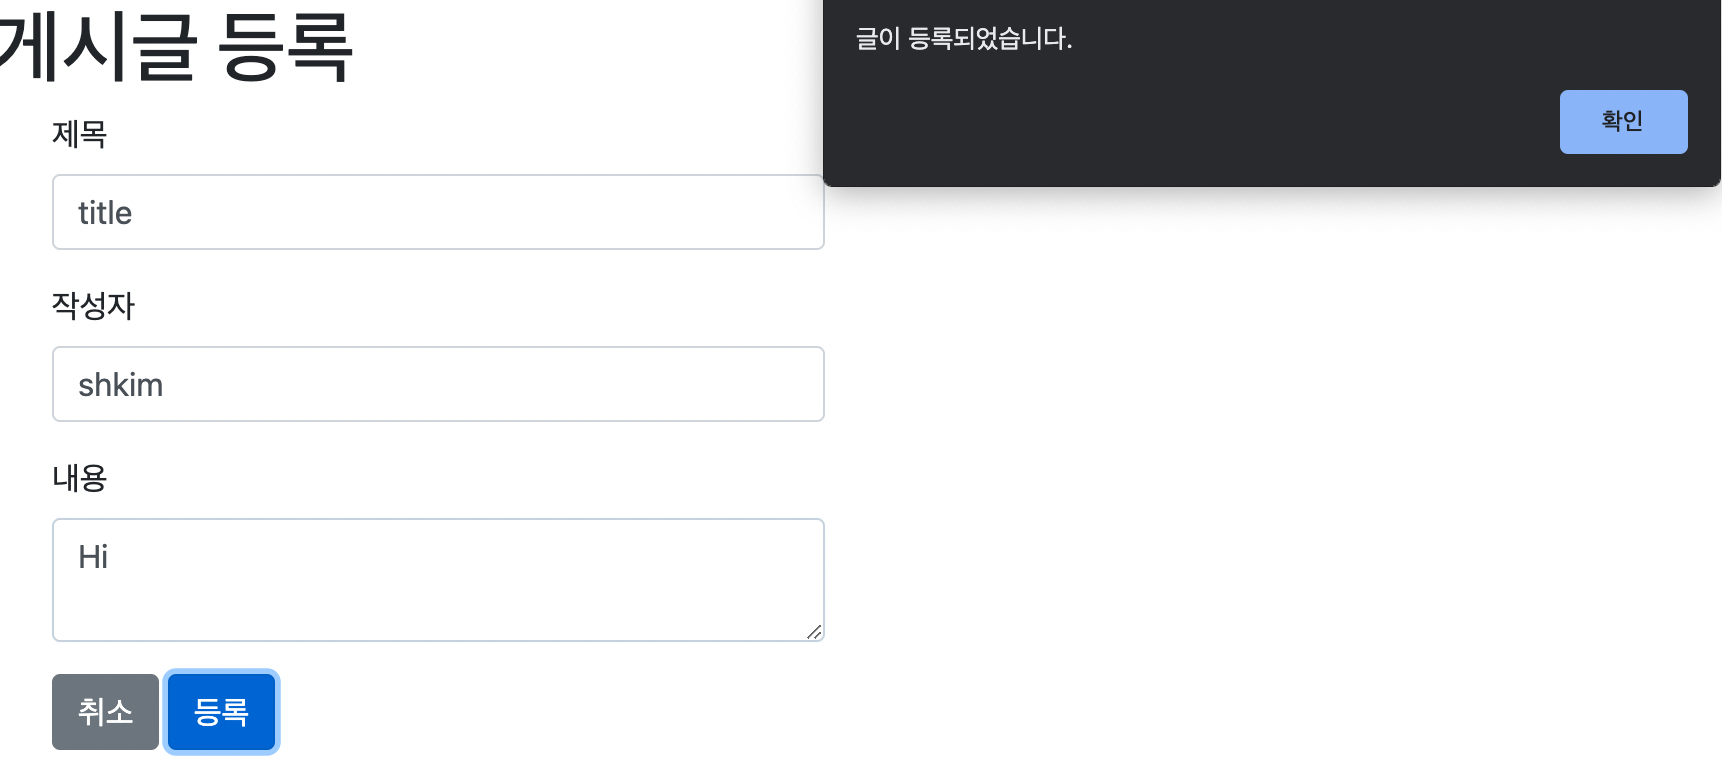 게시글 등록
글이 등록되었습니다.
확인
제목
title
작성자
shkim
내용
Hi
취소 등록